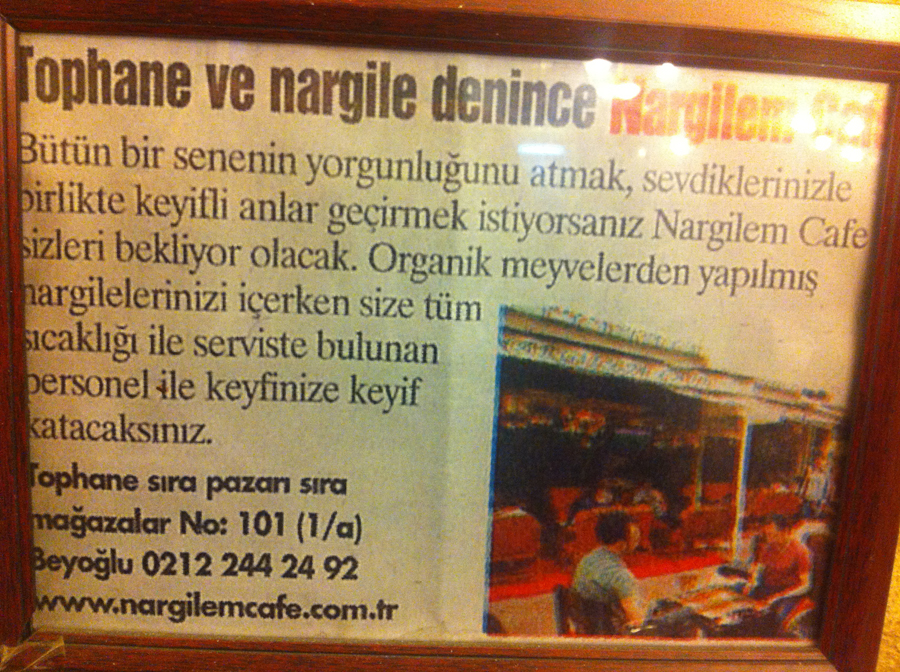 Tophane ve nargile denince Nargilem Cafe
Bütün bir senenin yorgunluğunu atmak, sevdiklerinizle
birlikte keyifli anlar geçirmek istiyorsanız Nargilem Cafe
sizleri bekliyor olacak. Organik meyvelerden yapılmış
nargilelerinizi içerken size tüm
sıcaklığı ile serviste bulunan
personel ile keyfinize keyif
katacaksınız.
Tophane sıra pazarı sıra
mağazalar No: 101 (1/a)
Beyoğlu 0212 244 24 92
www.nargilemcafe.com.tr